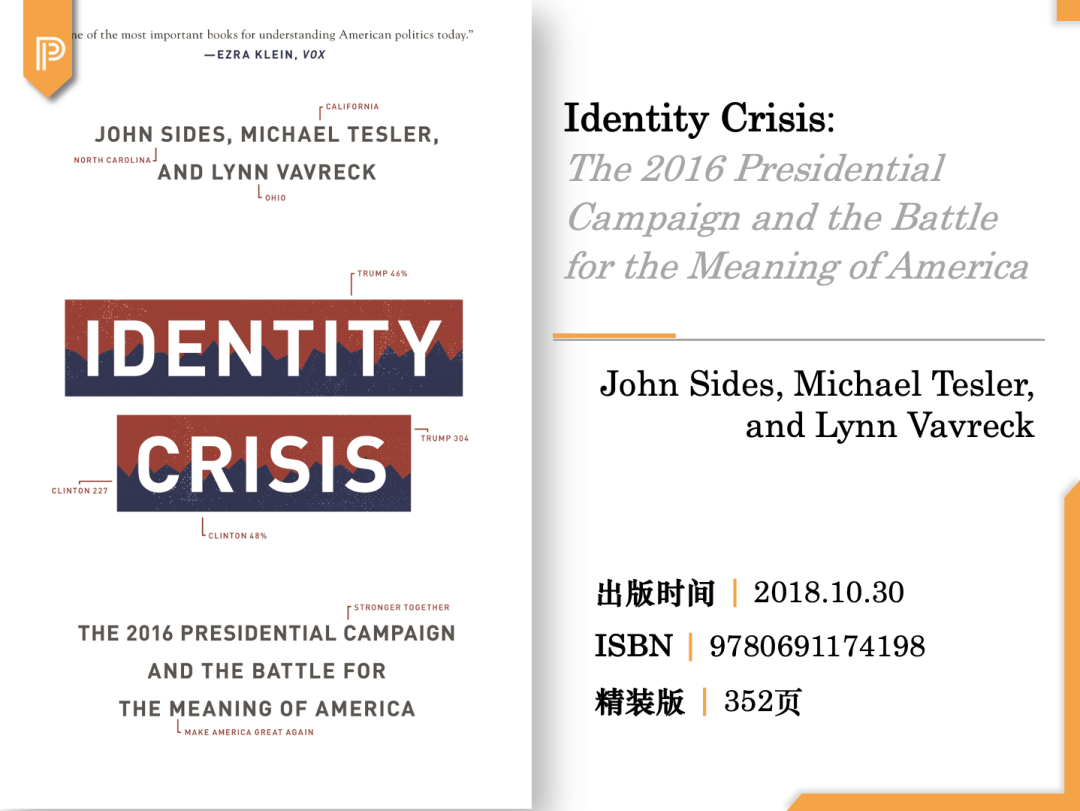 ne of the most important books for understanding American politics today.”
—EZRA KLEIN, VOX
CALIFORNIA
JOHN SIDES, MICHAEL TESLER,
NORTH CAROLINA
AND LYNN VAVRECK
OHIO
TRUMP 46%
IDENTITY
CRISIS
TRUMP 304
CLINTON 227
CLINTON 48%
STRONGER TOGETHER
THE 2016 PRESIDENTIAL CAMPAIGN
AND THE BATTLE FOR
THE MEANING OF AMERICA
MAKE AMERICA GREAT AGAIN
Identity Crisis:
The 2016 Presidential
Campaign and the Battle
for the Meaning of America
John Sides, Michael Tesler,
and Lynn Vavreck
出版时间 | 2018.10.30
ISBN | 9780691174198
精装版 | 352页